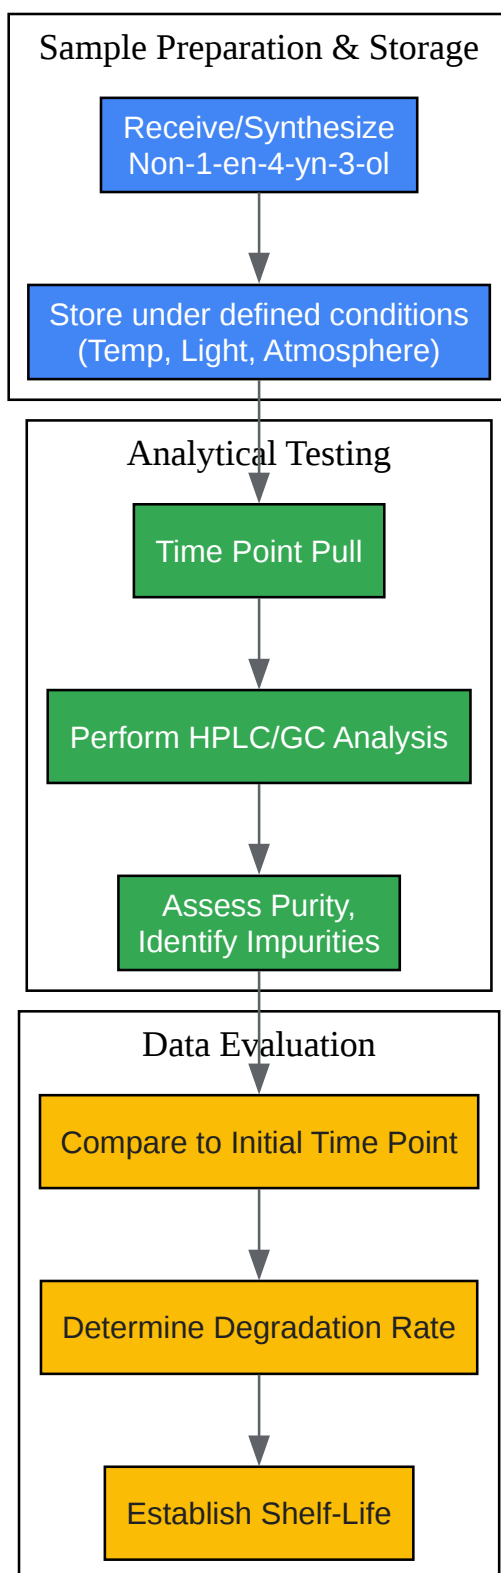 Sample Preparation & Storage
Receive/Synthesize
Non-1-en-4-yn-3-ol
Store under defined conditions
(Temp, Light, Atmosphere)
Analytical Testing
Time Point Pull
Perform HPLC/GC Analysis
Assess Purity,
Identify Impurities
Data Evaluation
Compare to Initial Time Point
Determine Degradation Rate
Establish Shelf-Life